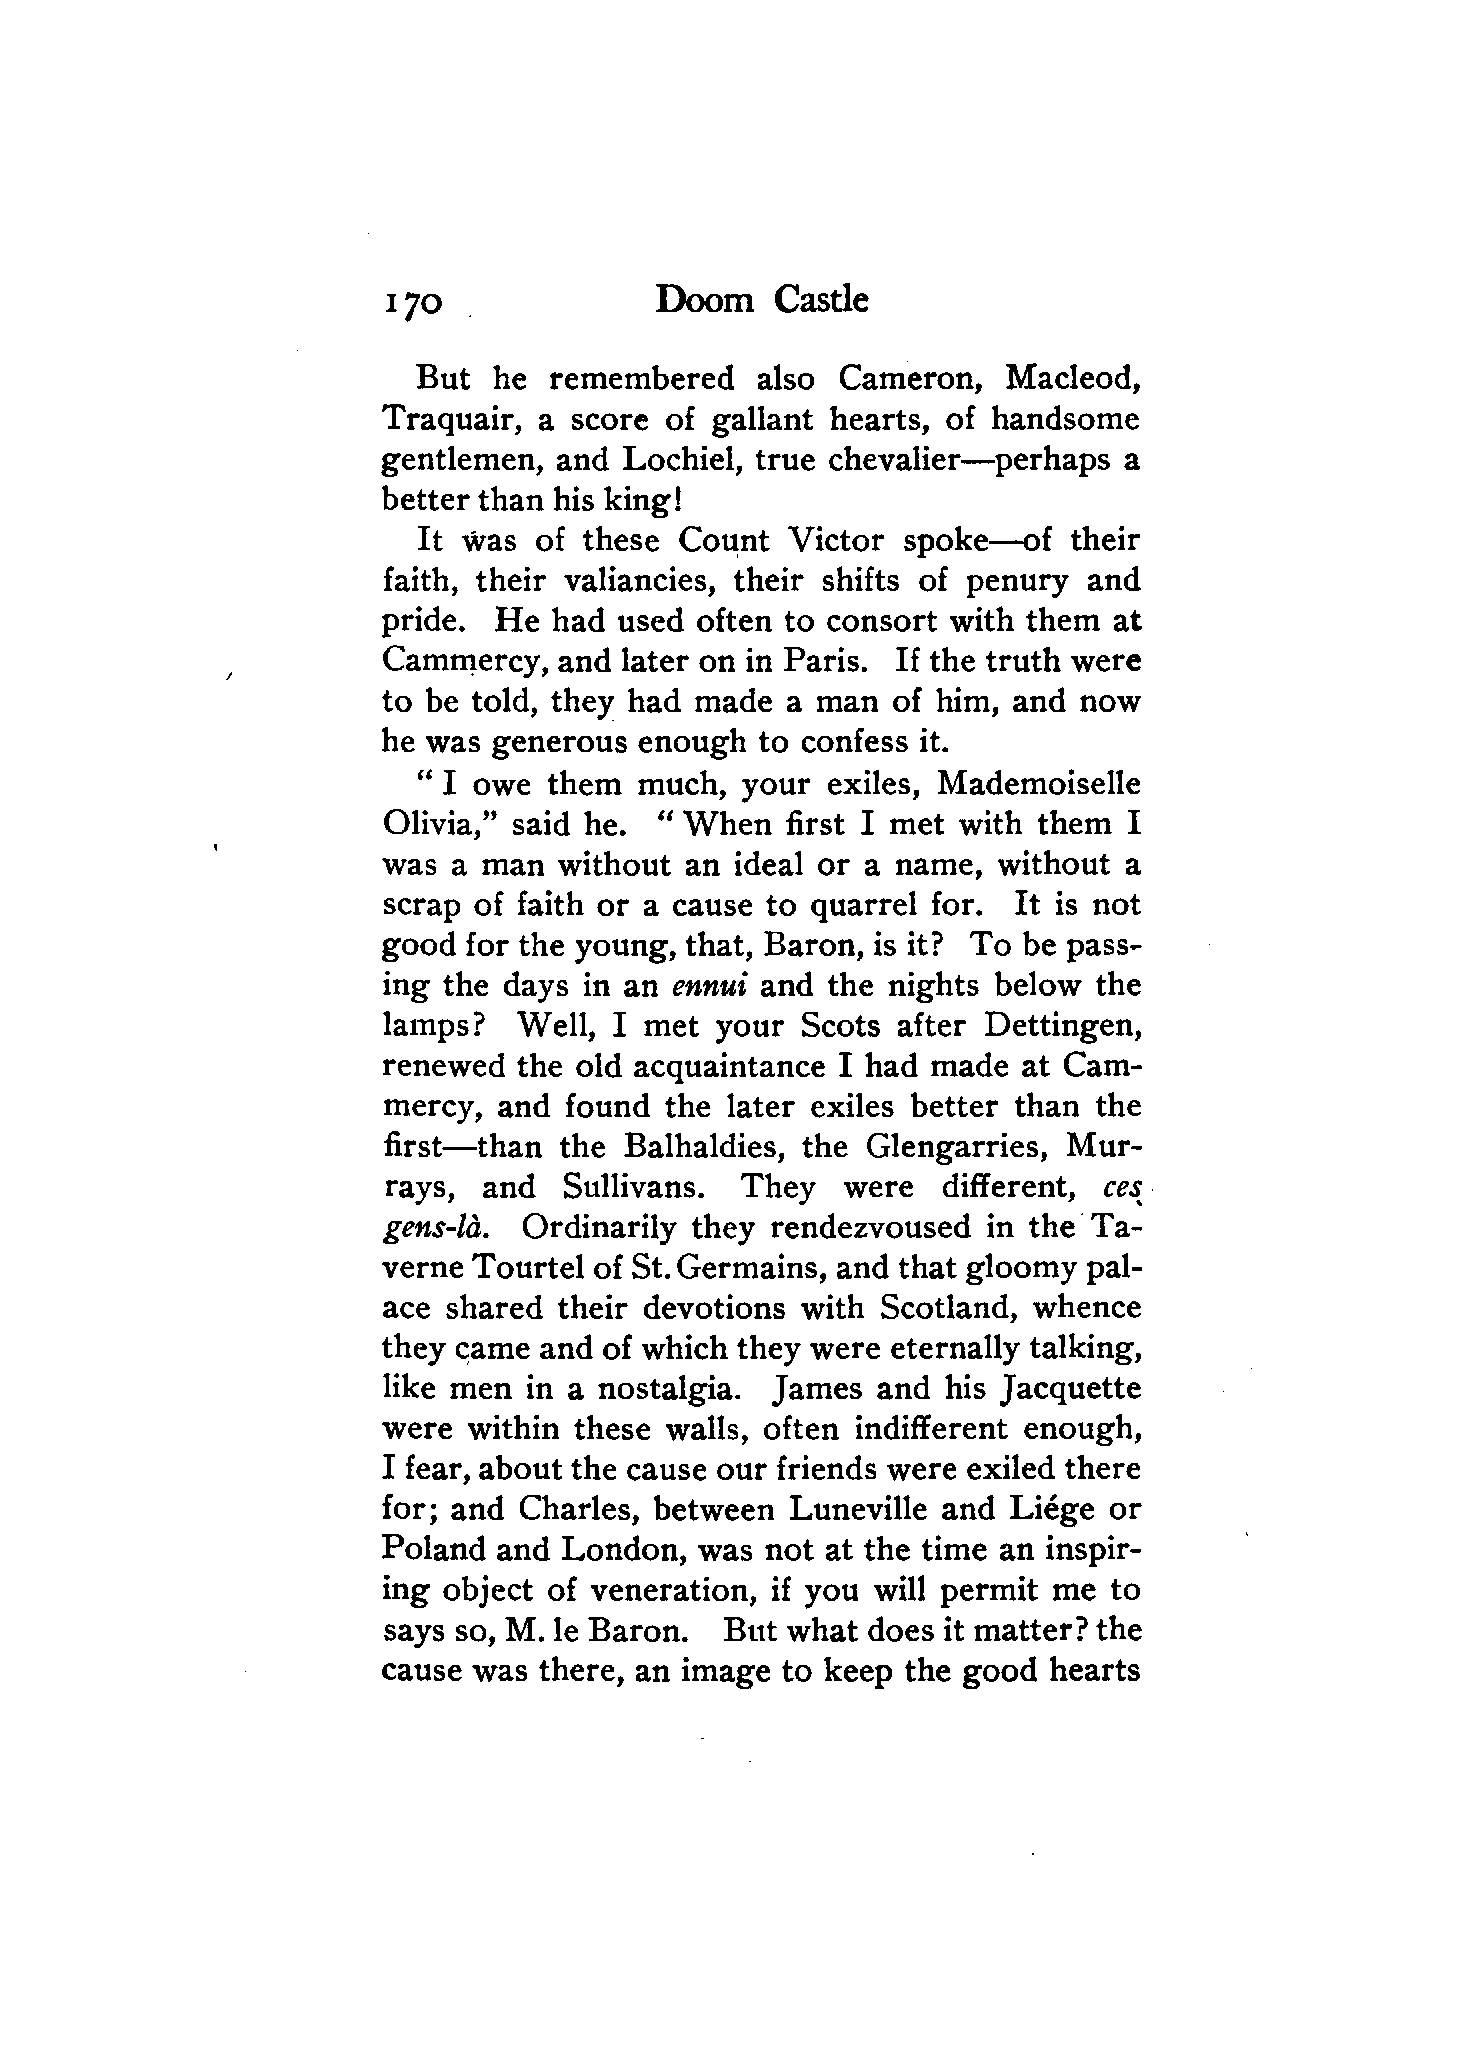 170 Doom Castle
But he remembered also Cameron, Macleod,
Traquair, a score of gallant hearts, of handsome
gentlemen, and Lochiel, true chevalier—perhaps a
better than his king!
It was of these Count Victor spoke—of their
faith, their valiancies, their shifts of penury and
pride. He had used often to consort with them at
Cammercy, and later on in Paris. If the truth were
to be told, they had made a man of him, and now
he was generous enough to confess it.
“ I owe them much, your exiles, Mademoiselle
Olivia,” said he. “ When first I met with them I
was a man without an ideal or a name, without a
scrap of faith or a cause to quarrel for. It is not
good for the young, that, Baron, is it? To be pass-
ing the days in an ennui and the nights below the
lamps? Well, I met your Scots after Dettingen,
renewed the old acquaintance I had made at Cam-
mercy, and found the later exiles better than the
first—than the Balhaldies, the Glengarries, Mur-
rays, and Sullivans. They were different, ces
gens-là. Ordinarily they rendezvoused in the Ta-
verne Tourtel of St. Germains, and that gloomy pal-
ace shared their devotions with Scotland, whence
they came and of which they were eternally talking,
like men in a nostalgia. James and his Jacquette
were within these walls, often indifferent enough,
I fear, about the cause our friends were exiled there
for; and Charles, between Luneville and Liége or
Poland and London, was not at the time an inspir-
ing object of veneration, if you will permit me to
says so, M. le Baron. But what does it matter? the
cause was there, an image to keep the good hearts